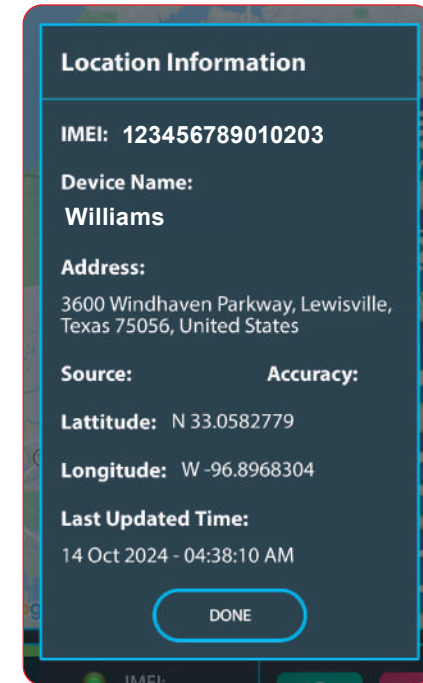 Location Information
IMEI: 123456789010203
Device Name:
Williams
Address:
3600 Windhaven Parkway, Lewisville,
Texas 75056, United States
Source: Accuracy:
Lattitude: N 33.0582779
Longitude: W -96.8968304
Last Updated Time:
14 Oct 2024 - 04:38:10 AM
DONE
IMEI: